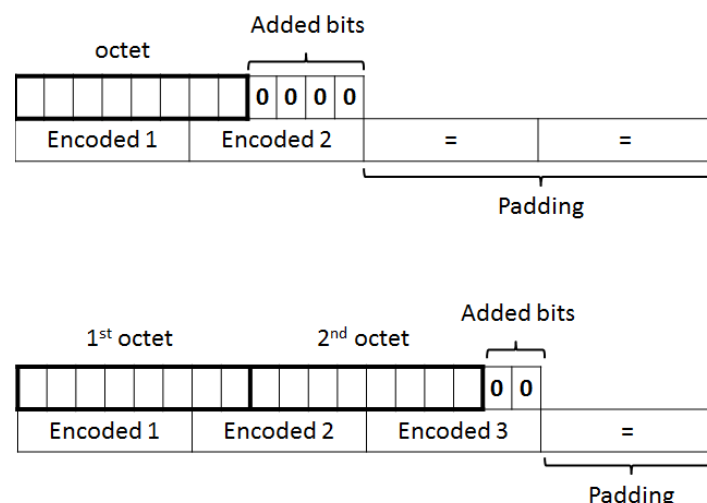 Added bits
octet
0 0 0 0
Encoded 1 Encoded 2 = =
Padding
Added bits
1st octet 2nd octet
0 0
Encoded 1 Encoded 2 Encoded 3 =
Padding